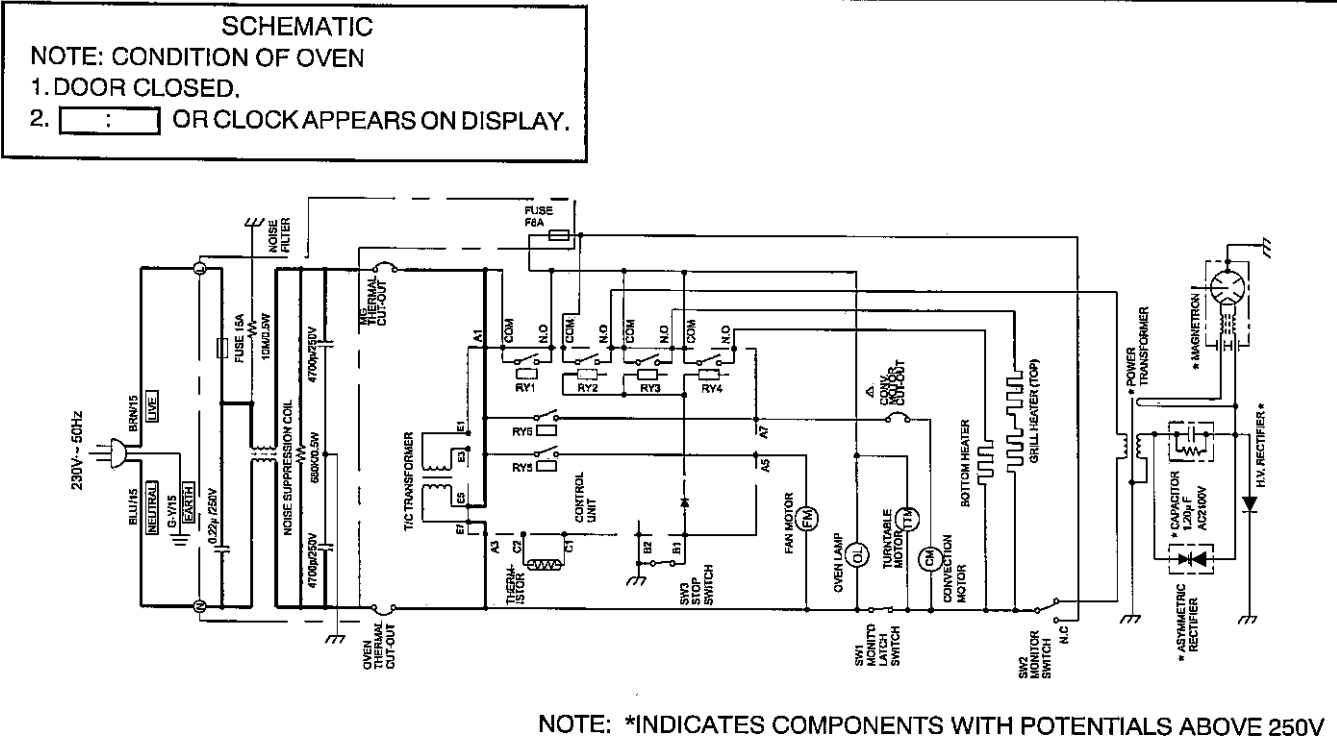 SCHEMATIC
NOTE: CONDITION OF OVEN
1. DOOR CLOSED.
2. : OR CLOCK APPEARS ON DISPLAY.
230V~ 50Hz
BRN/15
LIVE
BLU/15
NEUTRAL
G-Y/15
EARTH
L
N
0.22μ/250V
FUSE 15A
10M/0.5W
NOISE
FILTER
NOISE SUPPRESSION COIL
680K/0.5W
4700p/250V
4700p/250V
MG
THERMAL
CUT-OUT
OVEN
THERMAL
CUT-OUT
T/C TRANSFORMER
E1
E3
E5
E7
A1
A3
C2
C1
THERM-
ISTOR
CONTROL
UNIT
FUSE
F8A
COM
N.O
COM
N.O
COM
N.O
COM
N.O
RY1
RY2
RY3
RY4
RY5
RY6
A7
A5
B2
B1
SW3
STOP
SWITCH
FAN MOTOR
FM
OVEN LAMP
OL
TURNTABLE
MOTOR
TTM
CM
CONVECTION
MOTOR
CONV.
MOTOR
CUT-OUT
SW1
LATCH
SWITCH
BOTTOM HEATER
GRILL HEATER (TOP)
SW2
MONITOR
SWITCH
N.C
* POWER
TRANSFORMER
* MAGNETRON
* CAPACITOR
1.20μ F
AC2100V
* ASYMMETRIC
RECTIFIER
H.V. RECTIFIER *
NOTE: *INDICATES COMPONENTS WITH POTENTIALS ABOVE 250V